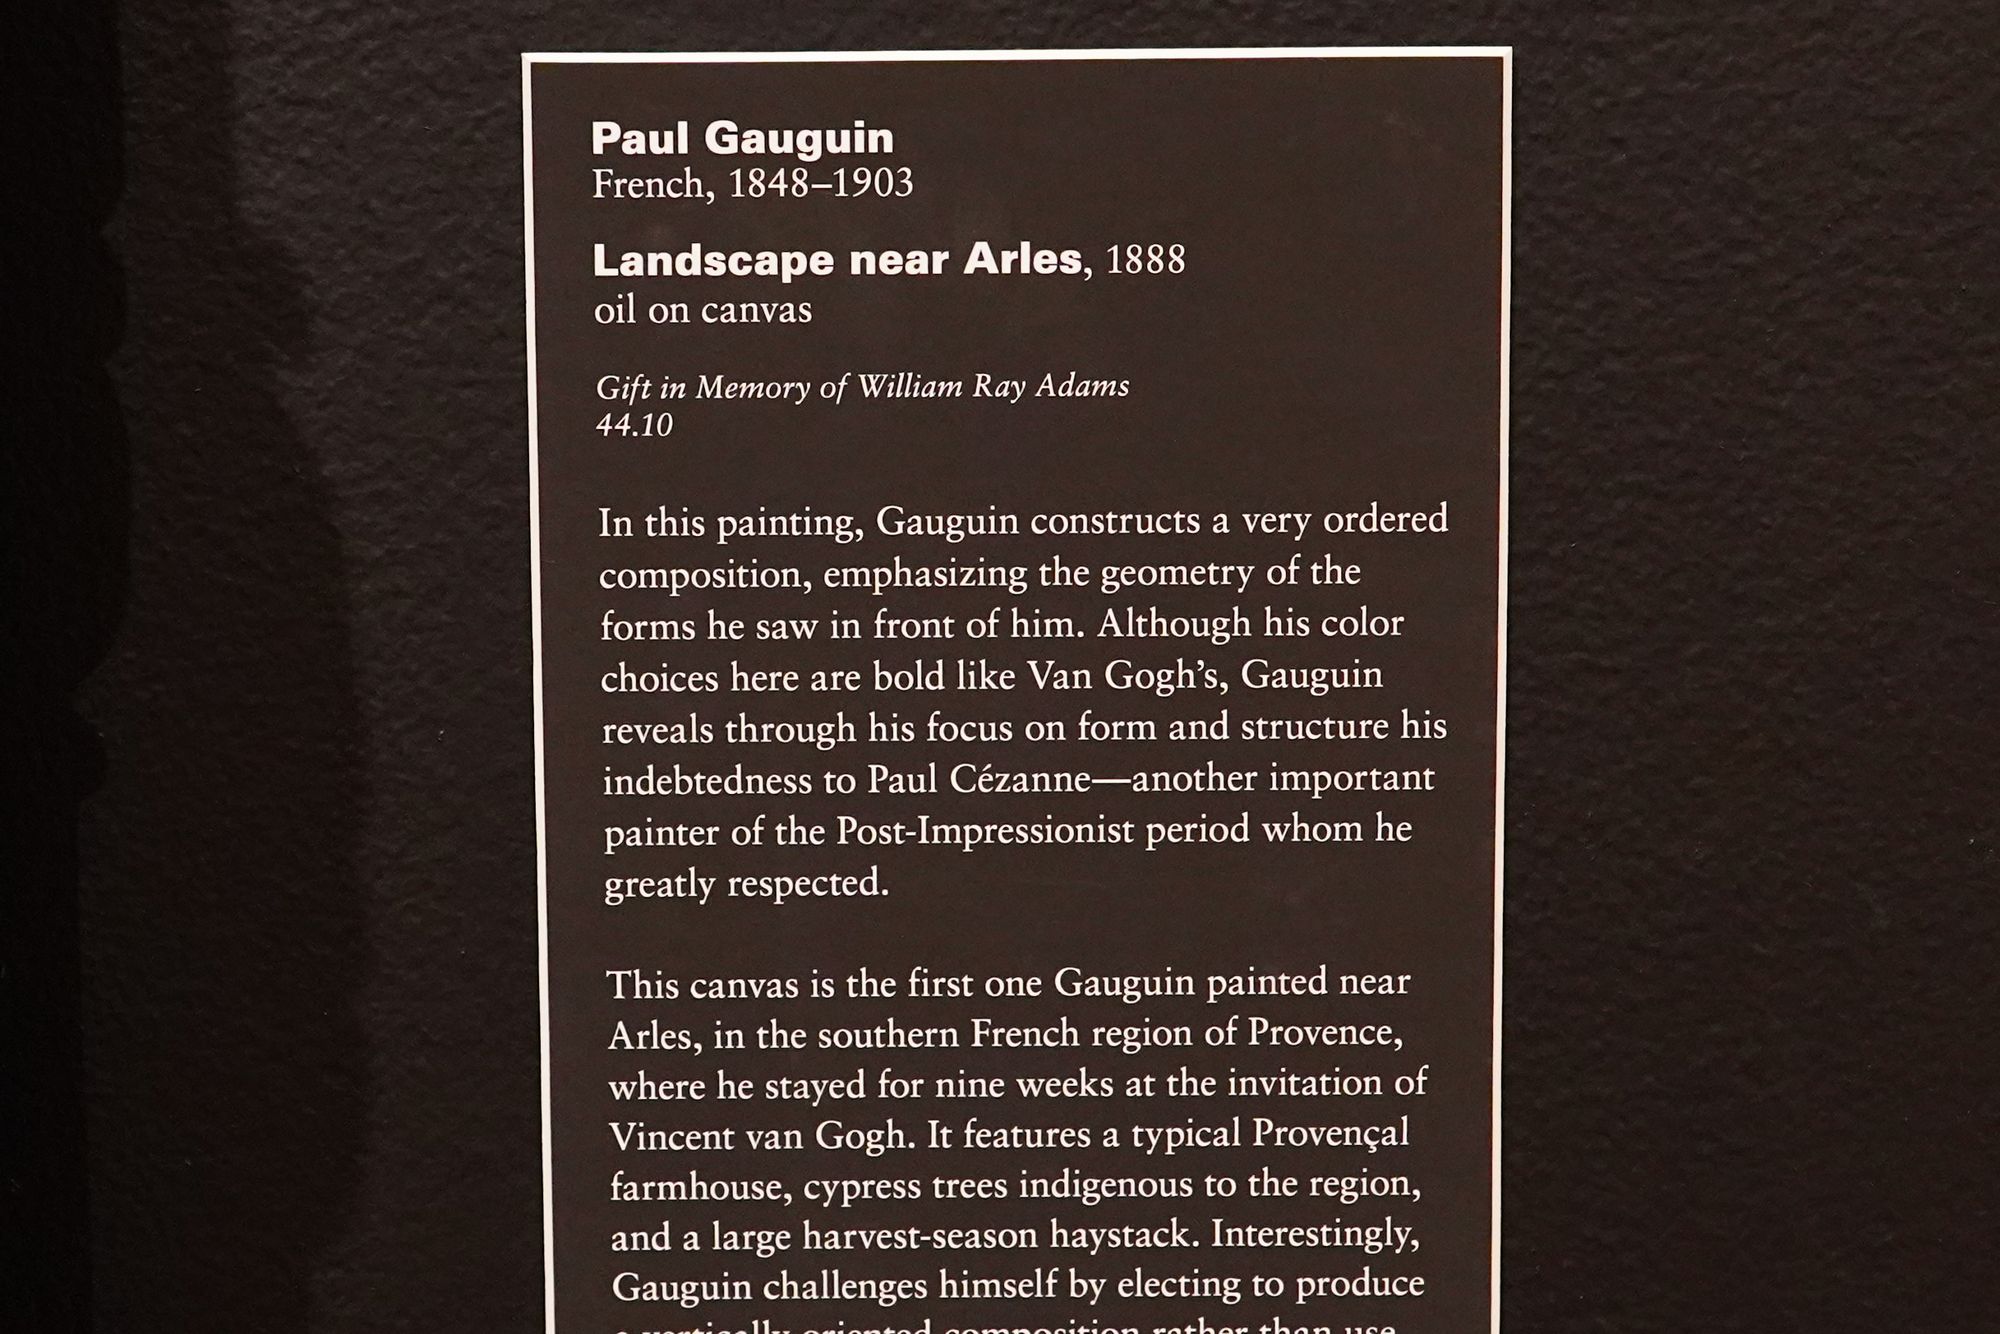 Paul Gauguin
French, 1848–1903
Landscape near Arles, 1888
oil on canvas
Gift in Memory of William Ray Adams
44.10
In this painting, Gauguin constructs a very ordered
composition, emphasizing the geometry of the
forms he saw in front of him. Although his color
choices here are bold like Van Gogh’s, Gauguin
reveals through his focus on form and structure his
indebtedness to Paul Cézanne—another important
painter of the Post-Impressionist period whom he
greatly respected.
This canvas is the first one Gauguin painted near
Arles, in the southern French region of Provence,
where he stayed for nine weeks at the invitation of
Vincent van Gogh. It features a typical Provençal
farmhouse, cypress trees indigenous to the region,
and a large harvest-season haystack. Interestingly,
Gauguin challenges himself by electing to produce
a vertically oriented composition rather than use